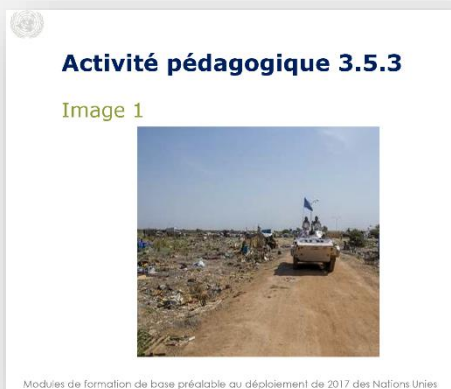 Activité pédagogique 3.5.3
Image 1
Modules de formation de base préalable au déploiement de 2017 des Nations Unies